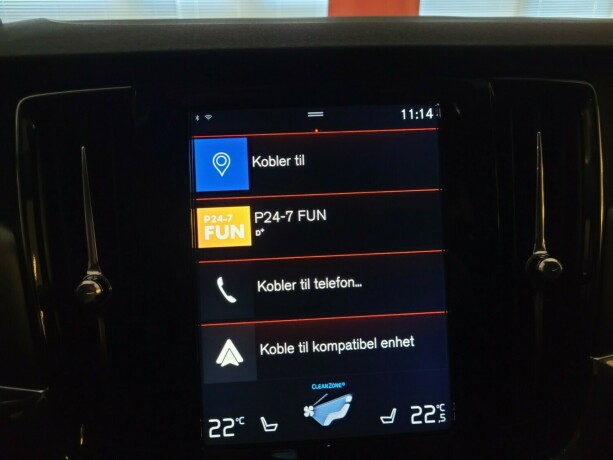 11:14
Kobler til
P24-7
FUN
P24-7 FUN
D+
Kobler til telefon...
Koble til kompatibel enhet
CLEANZONE®
22°C
22°C,5